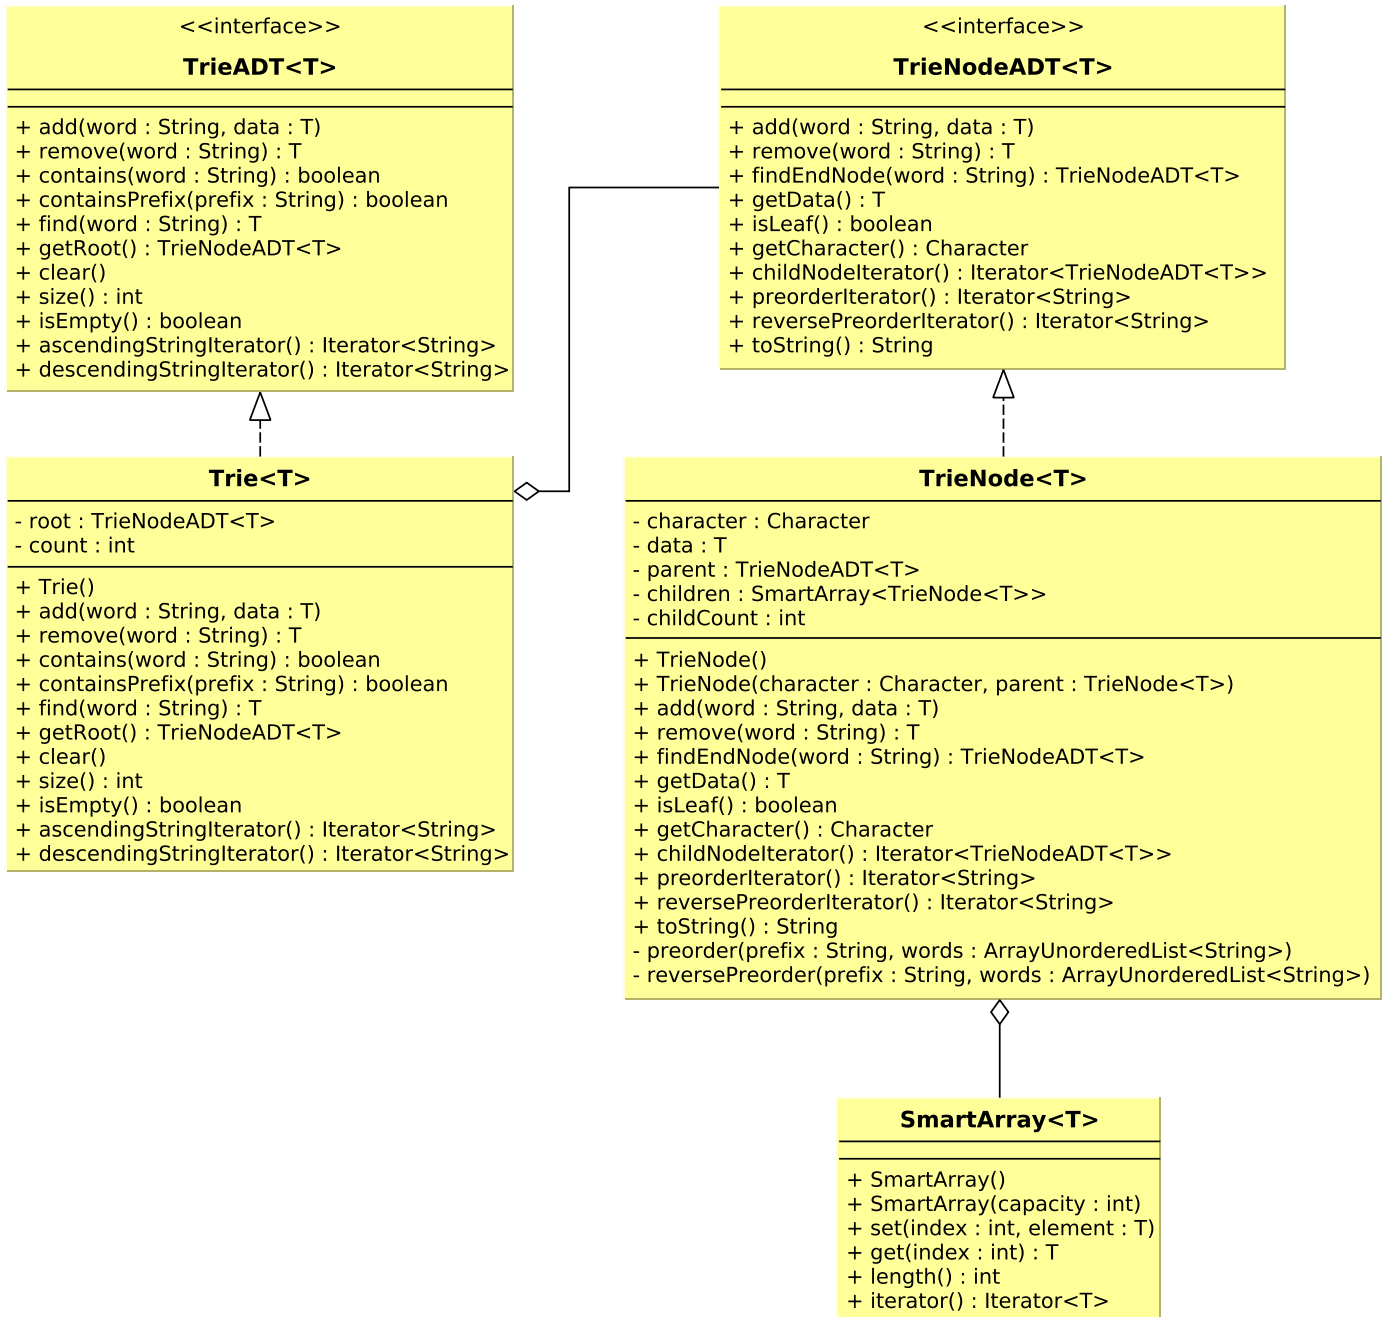 <<interface>>
TrieADT<T>
+ add(word : String, data : T)
+ remove(word : String) : T
+ contains(word : String) : boolean
+ containsPrefix(prefix : String) : boolean
+ find(word : String) : T
+ getRoot() : TrieNodeADT<T>
+ clear()
+ size() : int
+ isEmpty() : boolean
+ ascendingStringIterator() : Iterator<String>
+ descendingStringIterator() : Iterator<String>
<<interface>>
TrieNodeADT<T>
+ add(word : String, data : T)
+ remove(word : String) : T
+ findEndNode(word : String) : TrieNodeADT<T>
+ getData() : T
+ isLeaf() : boolean
+ getCharacter() : Character
+ childNodeIterator() : Iterator<TrieNodeADT<T>>
+ preorderIterator() : Iterator<String>
+ reversePreorderIterator() : Iterator<String>
+ toString() : String
Trie<T>
- root : TrieNodeADT<T>
- count : int
+ Trie()
+ add(word : String, data : T)
+ remove(word : String) : T
+ contains(word : String) : boolean
+ containsPrefix(prefix : String) : boolean
+ find(word : String) : T
+ getRoot() : TrieNodeADT<T>
+ clear()
+ size() : int
+ isEmpty() : boolean
+ ascendingStringIterator() : Iterator<String>
+ descendingStringIterator() : Iterator<String>
TrieNode<T>
- character : Character
- data : T
- parent : TrieNodeADT<T>
- children : SmartArray<TrieNode<T>>
- childCount : int
+ TrieNode()
+ TrieNode(character : Character, parent : TrieNode<T>)
+ add(word : String, data : T)
+ remove(word : String) : T
+ findEndNode(word : String) : TrieNodeADT<T>
+ getData() : T
+ isLeaf() : boolean
+ getCharacter() : Character
+ childNodeIterator() : Iterator<TrieNodeADT<T>>
+ preorderIterator() : Iterator<String>
+ reversePreorderIterator() : Iterator<String>
+ toString() : String
- preorder(prefix : String, words : ArrayUnorderedList<String>)
- reversePreorder(prefix : String, words : ArrayUnorderedList<String>)
SmartArray<T>
+ SmartArray()
+ SmartArray(capacity : int)
+ set(index : int, element : T)
+ get(index : int) : T
+ length() : int
+ iterator() : Iterator<T>